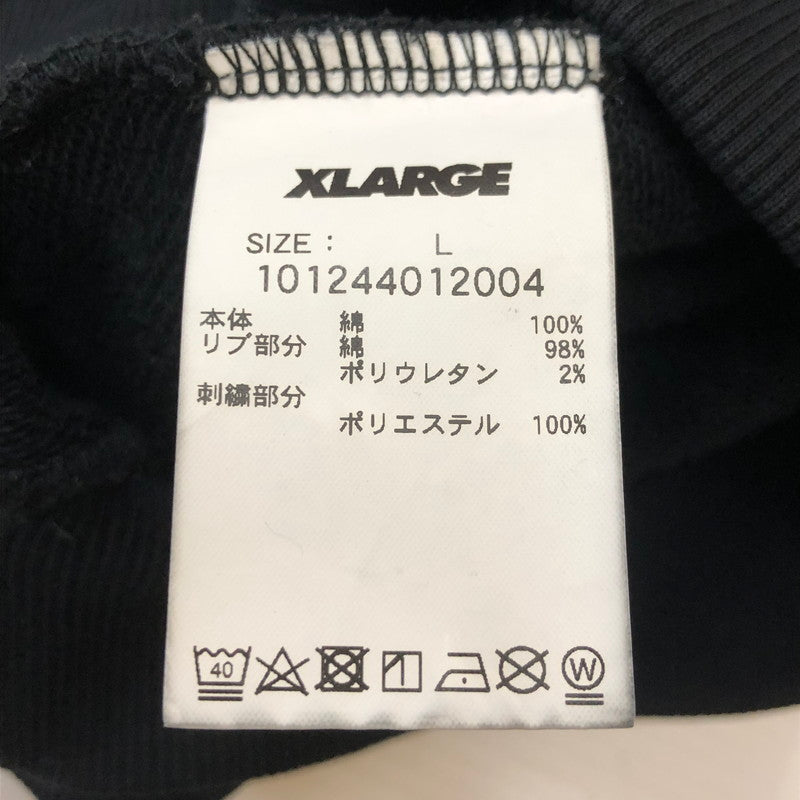 XLARGE
SIZE : L
101244012004
本体 綿 100%
リブ部分 綿 98%
ポリウレタン 2%
刺繍部分
ポリエステル 100%
40 W